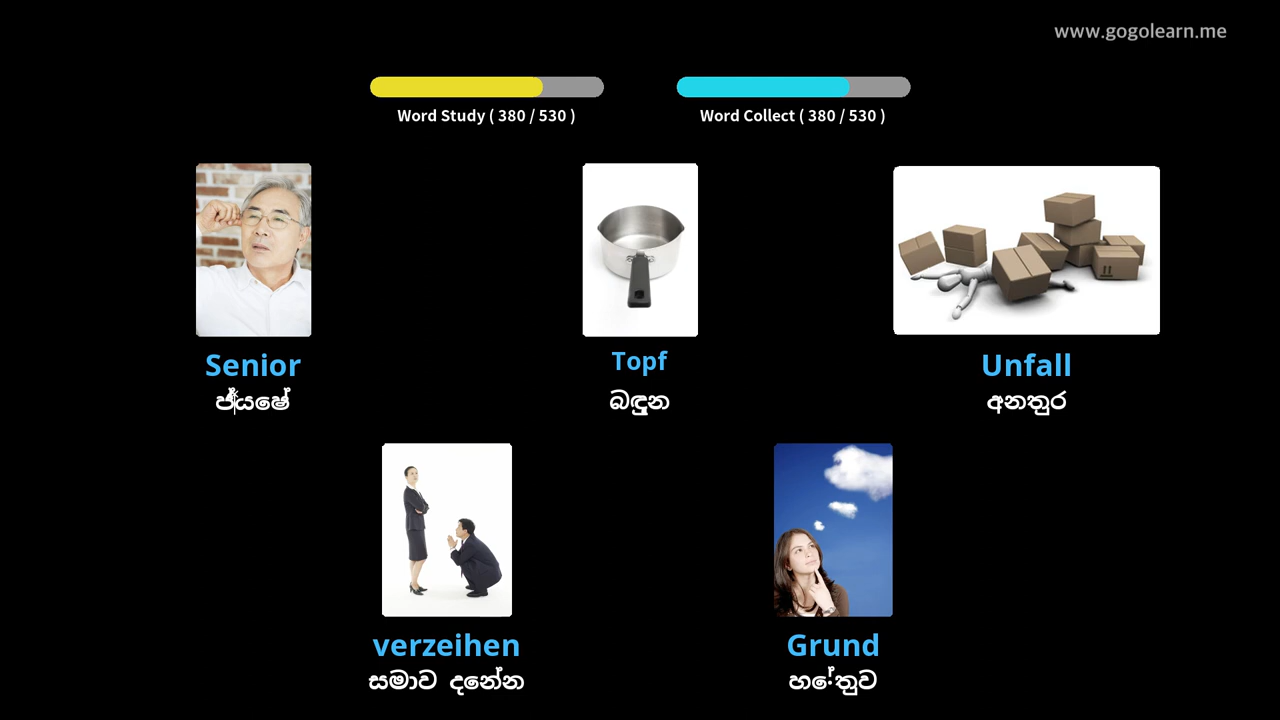 www.gogolearn.me
Word Study ( 380 / 530 )
Word Collect ( 380 / 530 )
Senior
Topf
Unfall
බඳුන
අනතුර
verzeihen
Grund
සමාව දෙන්න
හේතුව